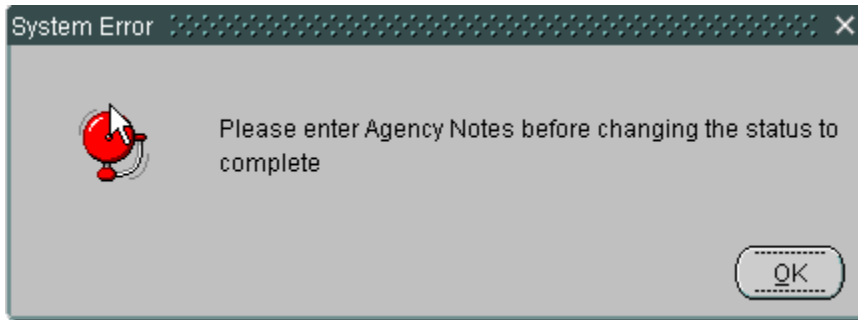 System Error
Please enter Agency Notes before changing the status to
complete
OK